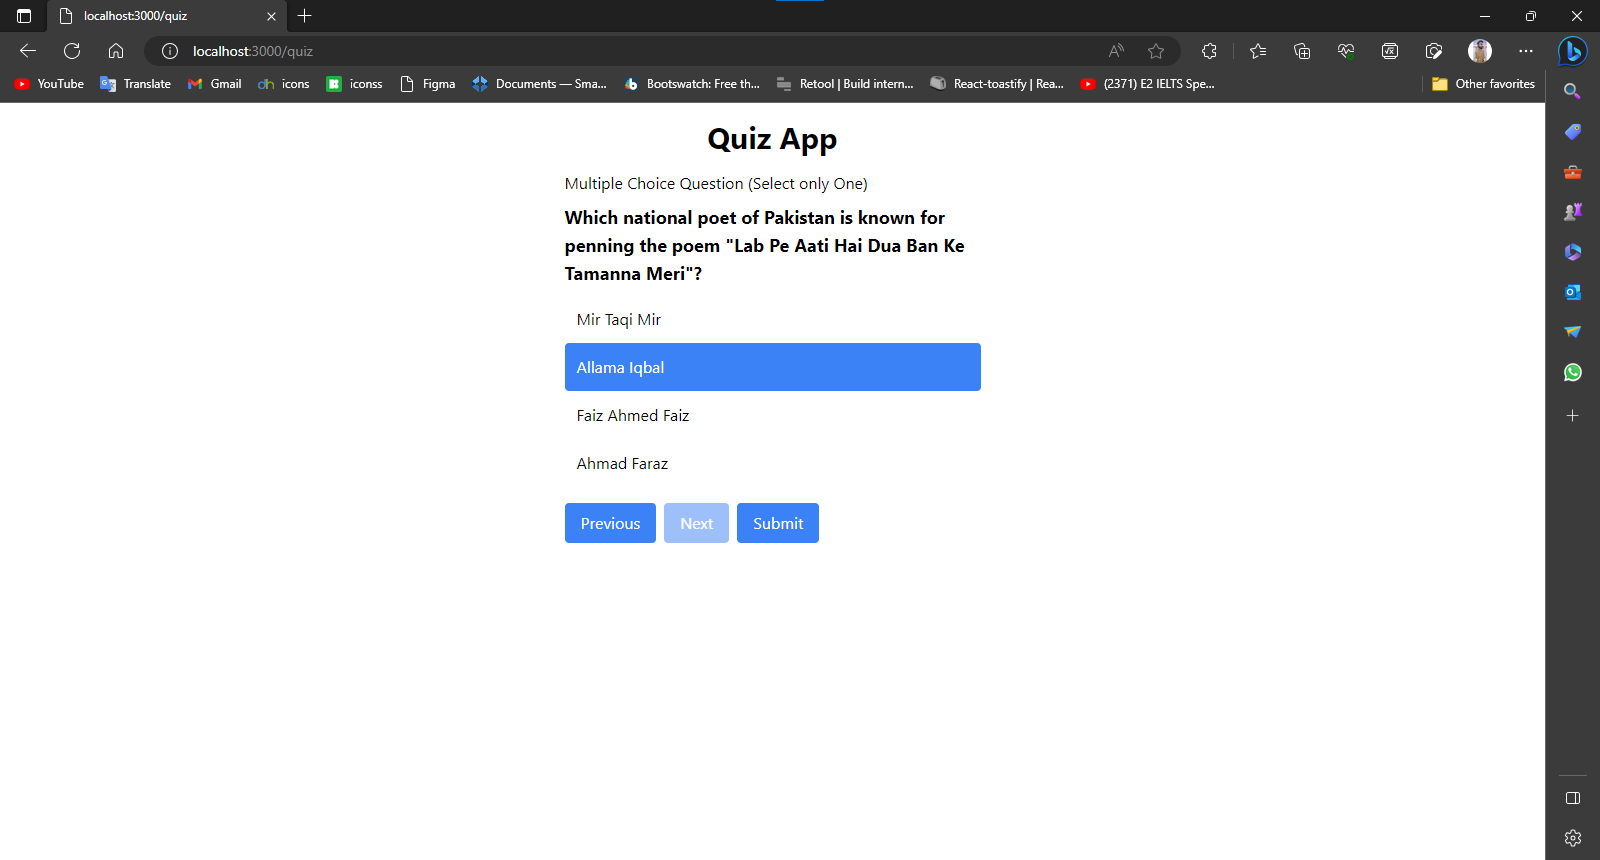 localhost:3000/quiz
localhost:3000/quiz
YouTube Translate Gmail icons iconss Figma Documents — Sma... Bootswatch: Free th... Retool | Build intern... React-toastify | Rea... (2371) E2 IELTS Spe... Other favorites
Quiz App
Multiple Choice Question (Select only One)
Which national poet of Pakistan is known for
penning the poem "Lab Pe Aati Hai Dua Ban Ke
Tamanna Meri"?
Mir Taqi Mir
Allama Iqbal
Faiz Ahmed Faiz
Ahmad Faraz
Previous Next Submit